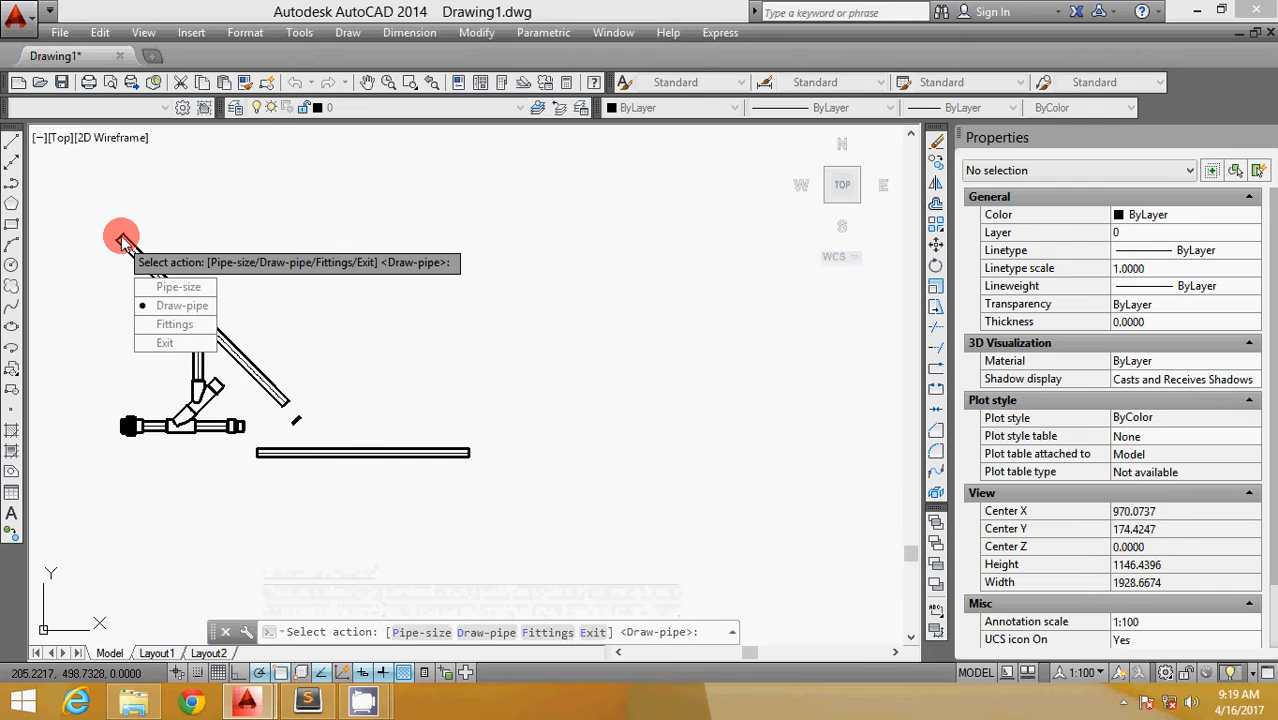 Autodesk AutoCAD 2014 Drawing1.dwg
Type a keyword or phrase
Sign In
File Edit View Insert Format Tools Draw Dimension Modify Parametric Window Help Express
Drawing1*
Standard Standard Standard Standard
0 ByLayer ByLayer ByLayer ByColor
[−][Top][2D Wireframe]
N
W TOP E
S
WCS
Select action: [Pipe-size/Draw-pipe/Fittings/Exit] <Draw-pipe>:
Pipe-size
Draw-pipe
Fittings
Exit
Y
X
Properties
No selection
General
Color ByLayer
Layer 0
Linetype ByLayer
Linetype scale 1.0000
Lineweight ByLayer
Transparency ByLayer
Thickness 0.0000
3D Visualization
Material ByLayer
Shadow display Casts and Receives Shadows
Plot style
Plot style ByColor
Plot style table None
Plot table attached to Model
Plot table type Not available
View
Center X 970.0737
Center Y 174.4247
Center Z 0.0000
Height 1146.4396
Width 1928.6674
Misc
Annotation scale 1:100
UCS icon On Yes
Select action: [Pipe-size Draw-pipe Fittings Exit] <Draw-pipe>:
Model Layout1 Layout2
205.2217, 498.7328, 0.0000
MODEL
1:100
9:19 AM
4/16/2017